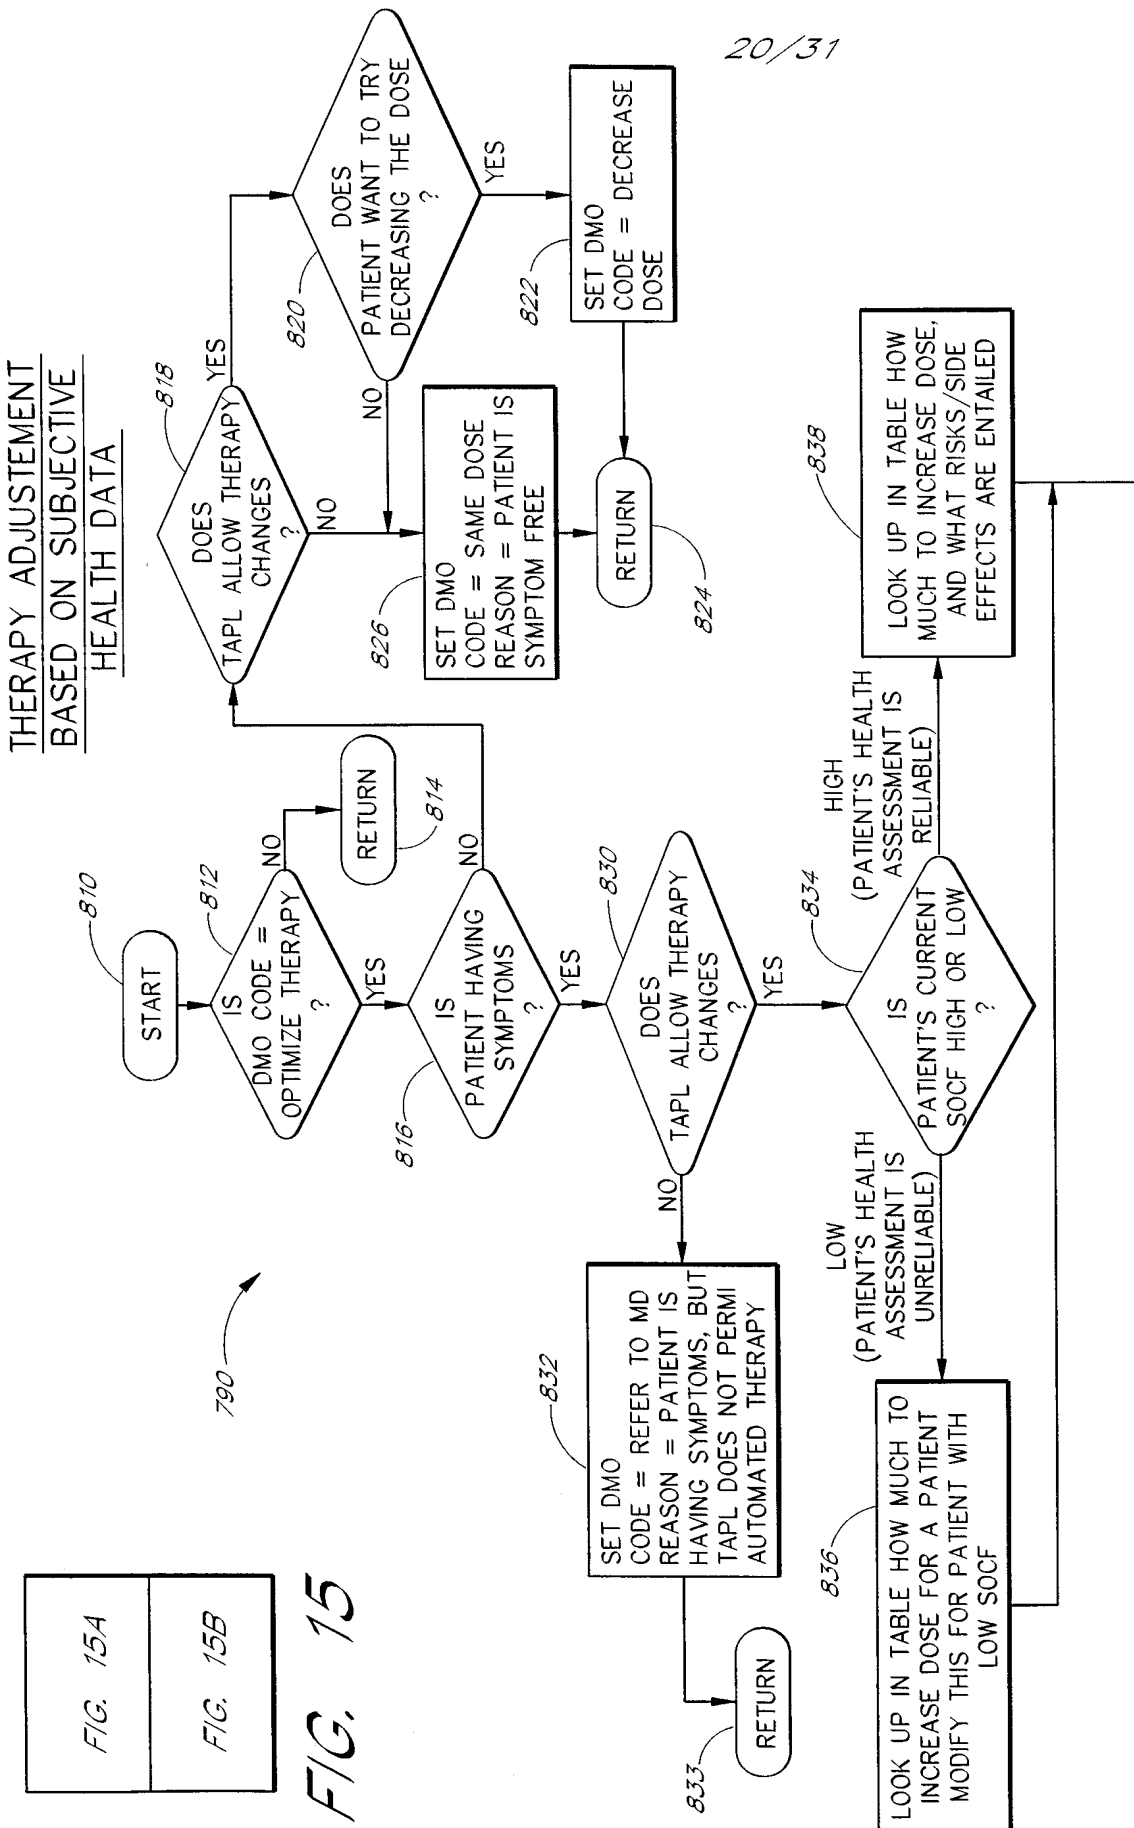 20/31
THERAPY ADJUSTEMENT
BASED ON SUBJECTIVE
HEALTH DATA
790
810
START
812
IS
DMO CODE =
OPTIMIZE THERAPY
?
NO
RETURN
814
YES
816
IS
PATIENT HAVING
SYMPTOMS
?
NO
YES
818
DOES
TAPL ALLOW THERAPY
CHANGES
?
YES
NO
820
DOES
PATIENT WANT TO TRY
DECREASING THE DOSE
?
NO
YES
822
SET DMO
CODE = DECREASE
DOSE
826
SET DMO
CODE = SAME DOSE
REASON = PATIENT IS
SYMPTOM FREE
RETURN
824
830
DOES
TAPL ALLOW THERAPY
CHANGES
?
NO
YES
832
SET DMO
CODE = REFER TO MD
REASON = PATIENT IS
HAVING SYMPTOMS, BUT
TAPL DOES NOT PERMI
AUTOMATED THERAPY
833
RETURN
834
IS
PATIENT'S CURRENT
SOCF HIGH OR LOW
?
LOW
(PATIENT'S HEALTH
ASSESSMENT IS
UNRELIABLE)
HIGH
(PATIENT'S HEALTH
ASSESSMENT IS
RELIABLE)
836
LOOK UP IN TABLE HOW MUCH TO
INCREASE DOSE FOR A PATIENT
MODIFY THIS FOR PATIENT WITH
LOW SOCF
838
LOOK UP IN TABLE HOW
MUCH TO INCREASE DOSE,
AND WHAT RISKS/SIDE
EFFECTS ARE ENTAILED
FIG. 15A
FIG. 15B
FIG. 15